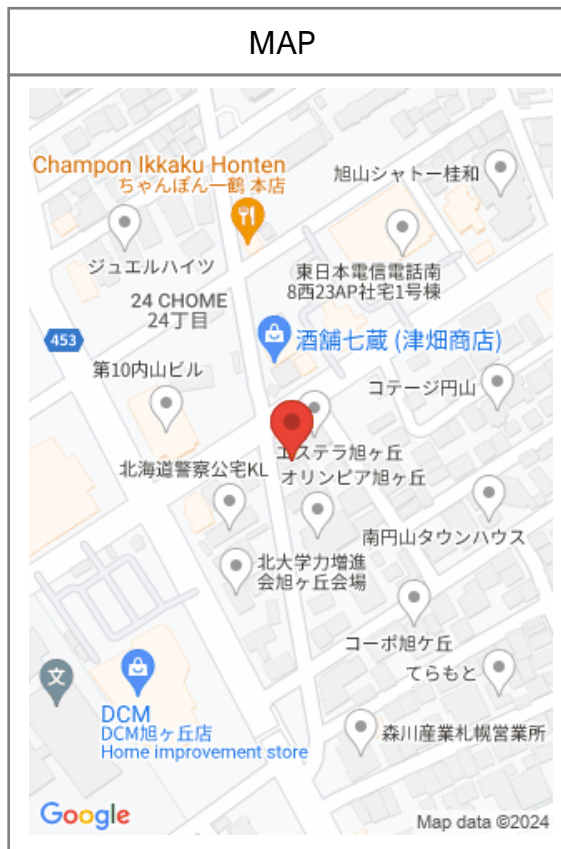 MAP
Champon Ikkaku Honten
ちゃんぽん一鶴 本店
旭山シャトー桂和
ジュエルハイツ
東日本電信電話南
8西23AP社宅1号棟
24 CHOME
24丁目
453
酒舗七蔵 (津畑商店)
第10内山ビル
コテージ円山
エステラ旭ヶ丘
北海道警察公宅KL
オリンピア旭ヶ丘
南円山タウンハウス
北大学力増進
会旭ヶ丘会場
コーポ旭ケ丘
てらもと
文
DCM
DCM旭ヶ丘店
Home improvement store
森川産業札幌営業所
Google
Map data ©2024